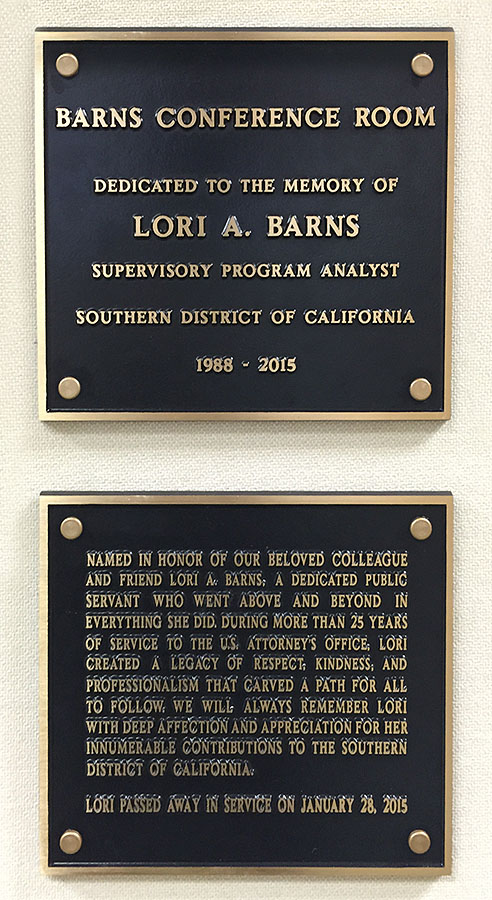 BARNS CONFERENCE ROOM
DEDICATED TO THE MEMORY OF
LORI A. BARNS
SUPERVISORY PROGRAM ANALYST
SOUTHERN DISTRICT OF CALIFORNIA
1988 - 2015
NAMED IN HONOR OF OUR BELOVED COLLEAGUE
AND FRIEND LORI A. BARNS; A DEDICATED PUBLIC
SERVANT WHO WENT ABOVE AND BEYOND IN
EVERYTHING SHE DID. DURING MORE THAN 25 YEARS
OF SERVICE TO THE U.S. ATTORNEY'S OFFICE, LORI
CREATED A LEGACY OF RESPECT, KINDNESS, AND
PROFESSIONALISM THAT CARVED A PATH FOR ALL
TO FOLLOW. WE WILL ALWAYS REMEMBER LORI
WITH DEEP AFFECTION AND APPRECIATION FOR HER
INNUMERABLE CONTRIBUTIONS TO THE SOUTHERN
DISTRICT OF CALIFORNIA.
LORI PASSED AWAY IN SERVICE ON JANUARY 28, 2015